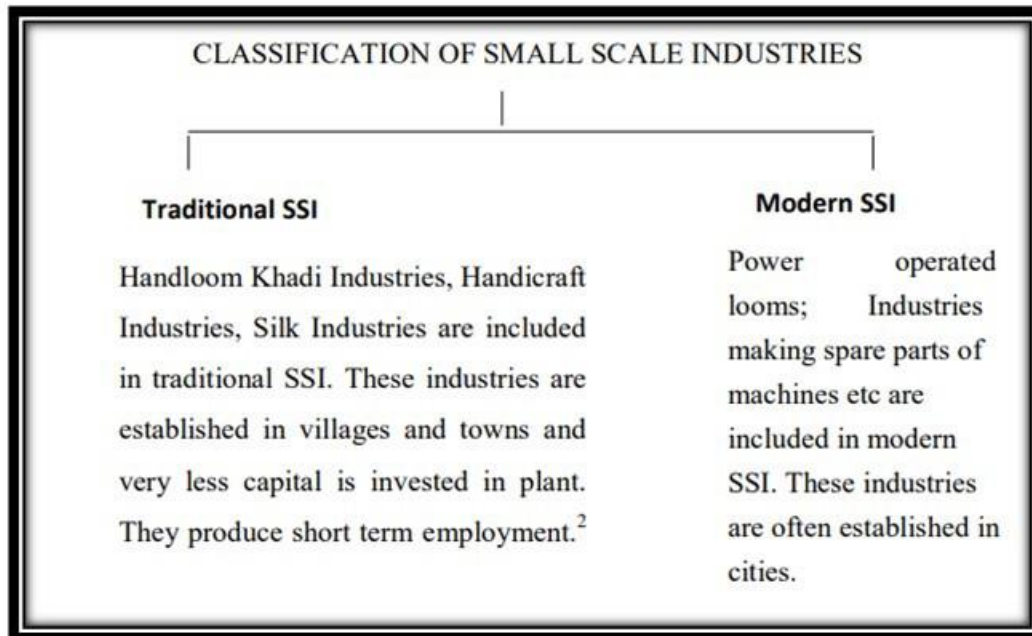 CLASSIFICATION OF SMALL SCALE INDUSTRIES
Traditional SSI
Handloom Khadi Industries, Handicraft
Industries, Silk Industries are included
in traditional SSI. These industries are
established in villages and towns and
very less capital is invested in plant.
They produce short term employment.2
Modern SSI
Power operated
looms; Industries
making spare parts of
machines etc are
included in modern
SSI. These industries
are often established in
cities.